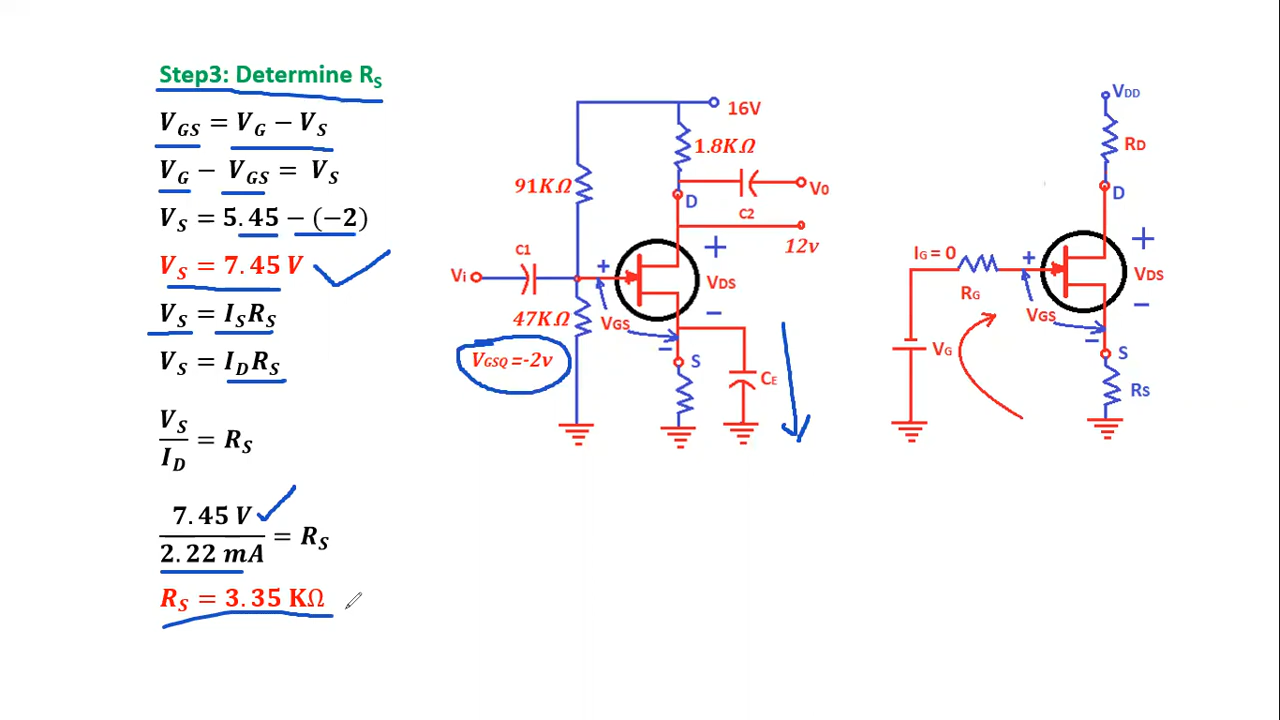 Step3: Determine RS
VGS = VG − VS
VG − VGS = VS
VS = 5.45 − (−2)
VS = 7.45 V
VS = ISRS
VS = IDRS
VS
ID
= RS
7.45 V
2.22 mA
= RS
RS = 3.35 KΩ
16V
1.8KΩ
91KΩ
D
C2
V0
12v
C1
Vi
+
+
VDS
−
VGS
−
47KΩ
VGSQ =-2v
S
CE
VDD
RD
D
IG = 0
RG
+
+
VDS
−
VGS
−
VG
S
RS